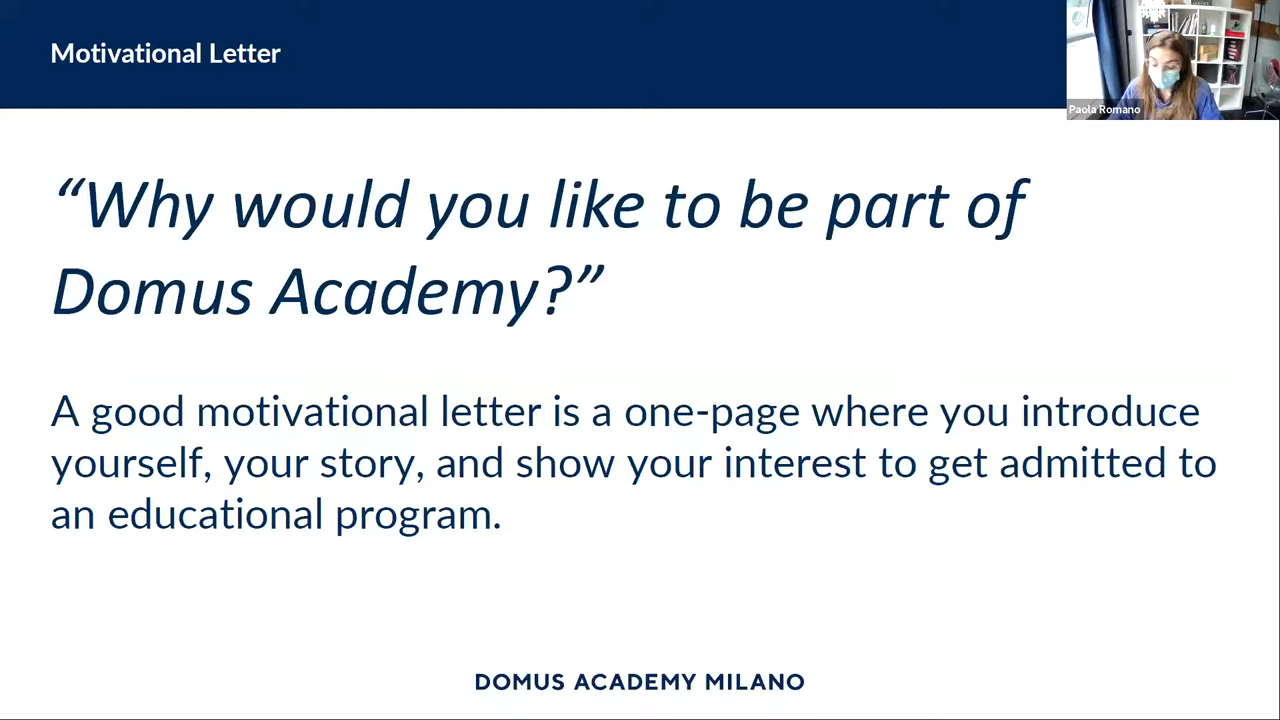 Motivational Letter
Paola Romano
“Why would you like to be part of
Domus Academy?”
A good motivational letter is a one-page where you introduce
yourself, your story, and show your interest to get admitted to
an educational program.
DOMUS ACADEMY MILANO